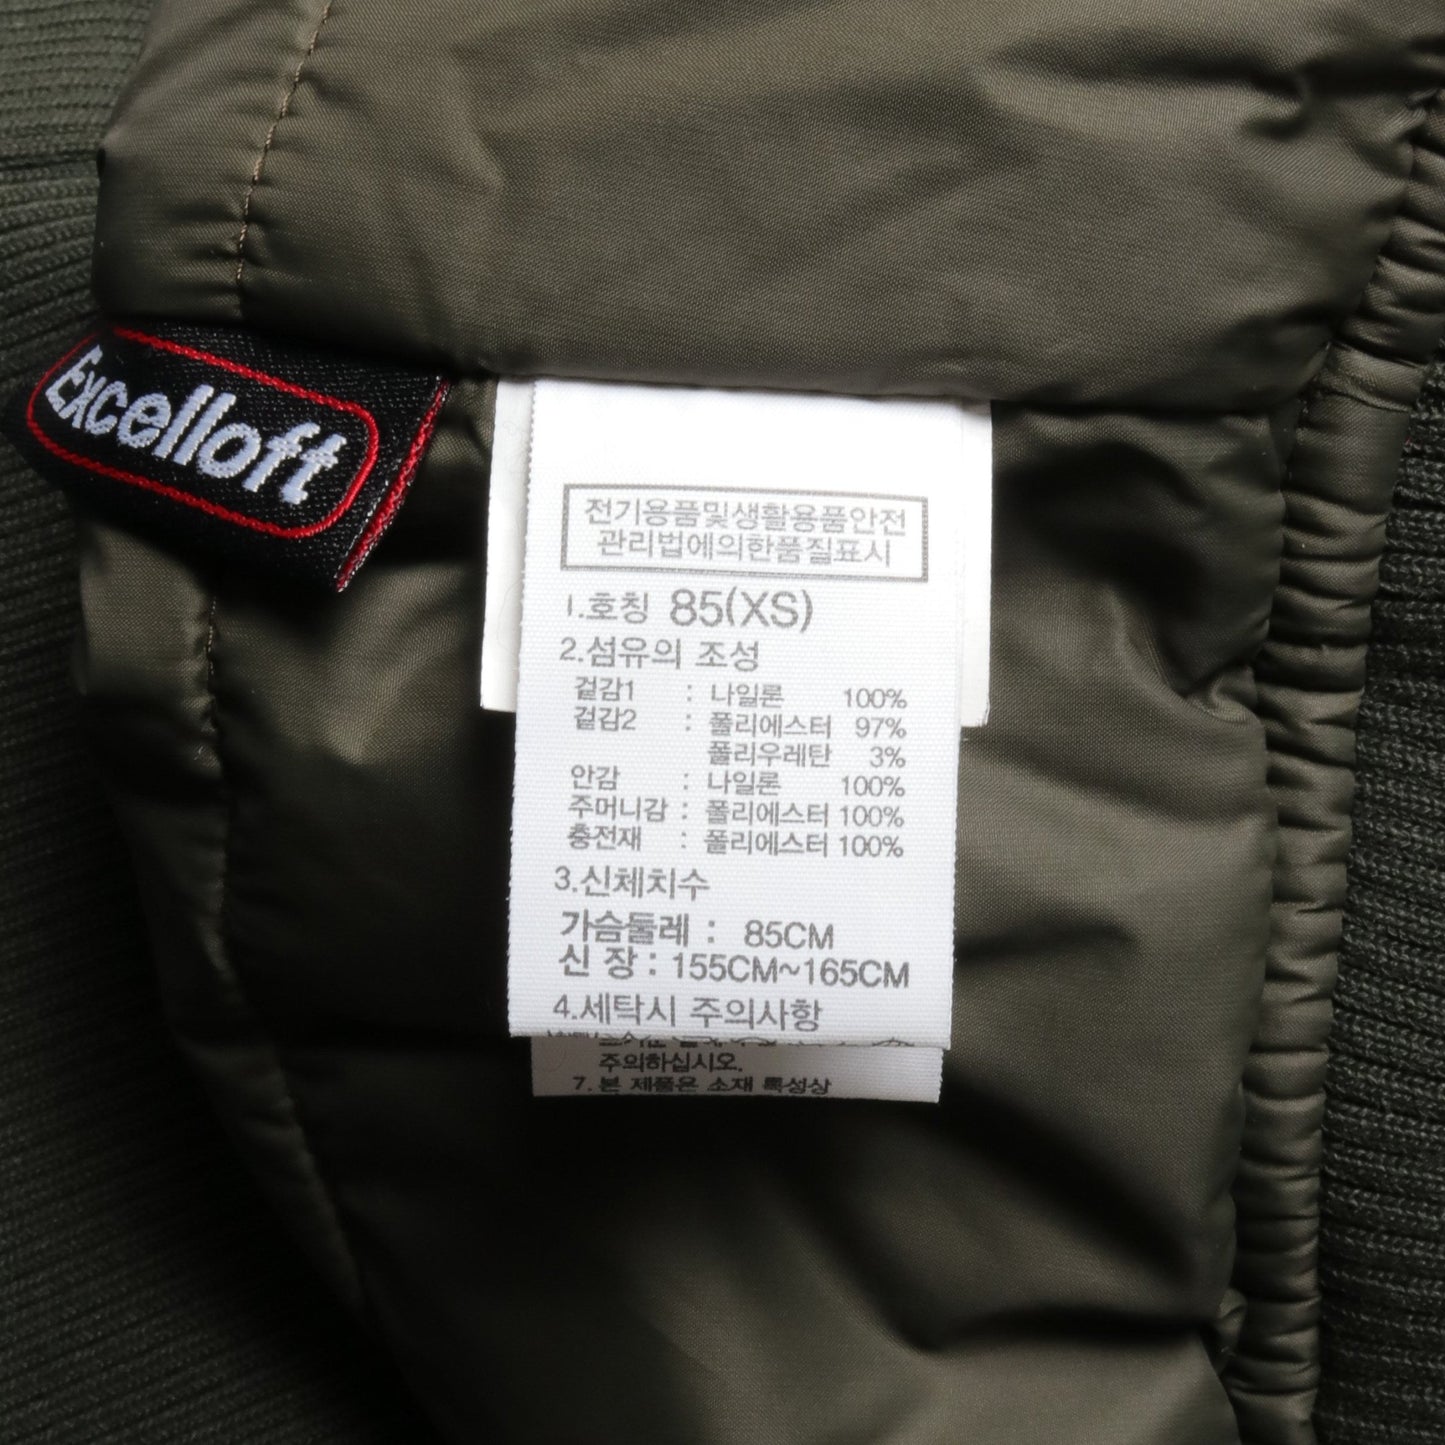 Excelloft
전기용품및생활용품안전
관리법에의한품질표시
1.호칭 85(XS)
2.섬유의 조성
겉감1 : 나일론 100%
겉감2 : 폴리에스터 97%
폴리우레탄 3%
안감 : 나일론 100%
주머니감 : 폴리에스터 100%
충전재 : 폴리에스터 100%
3.신체치수
가슴둘레 : 85CM
신 장 : 155CM~165CM
4.세탁시 주의사항
주의하십시오.
7. 본 제품은 소재 특성상